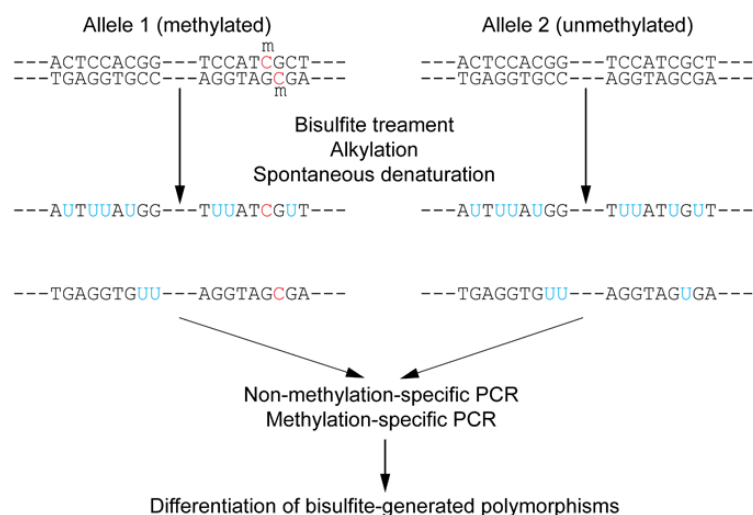 Allele 1 (methylated) Allele 2 (unmethylated)
m
---ACTCCACGG---TCCATCGCT--- ---ACTCCACGG---TCCATCGCT---
---TGAGGTGCC---AGGTAGCGA--- ---TGAGGTGCC---AGGTAGCGA---
m
Bisulfite treament
Alkylation
Spontaneous denaturation
---AUTUUAUGG---TUUATCGUT--- ---AUTUUAUGG---TUUATUGUT---
---TGAGGTGUU---AGGTAGCGA--- ---TGAGGTGUU---AGGTAGUGA---
Non-methylation-specific PCR
Methylation-specific PCR
Differentiation of bisulfite-generated polymorphisms